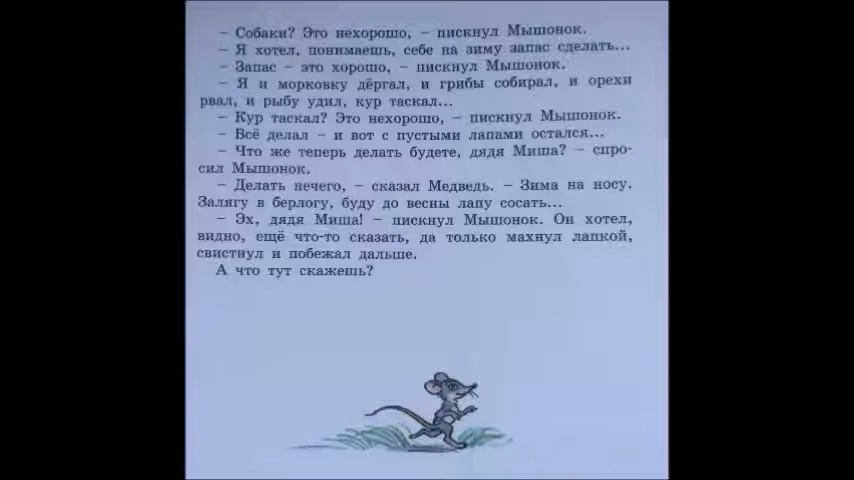 – Собаки? Это нехорошо, – пискнул Мышонок.
– Я хотел, понимаешь, себе на зиму запас сделать...
– Запас – это хорошо, – пискнул Мышонок.
– Я и морковку дёргал, и грибы собирал, и орехи
рвал, и рыбу удил, кур таскал...
– Кур таскал? Это нехорошо, – пискнул Мышонок.
– Всё делал – и вот с пустыми лапами остался...
– Что же теперь делать будете, дядя Миша? – спро-
сил Мышонок.
– Делать нечего, – сказал Медведь. – Зима на носу.
Залягу в берлогу, буду до весны лапу сосать...
– Эх, дядя Миша! – пискнул Мышонок. Он хотел,
видно, ещё что-то сказать, да только махнул лапкой,
свистнул и побежал дальше.
А что тут скажешь?